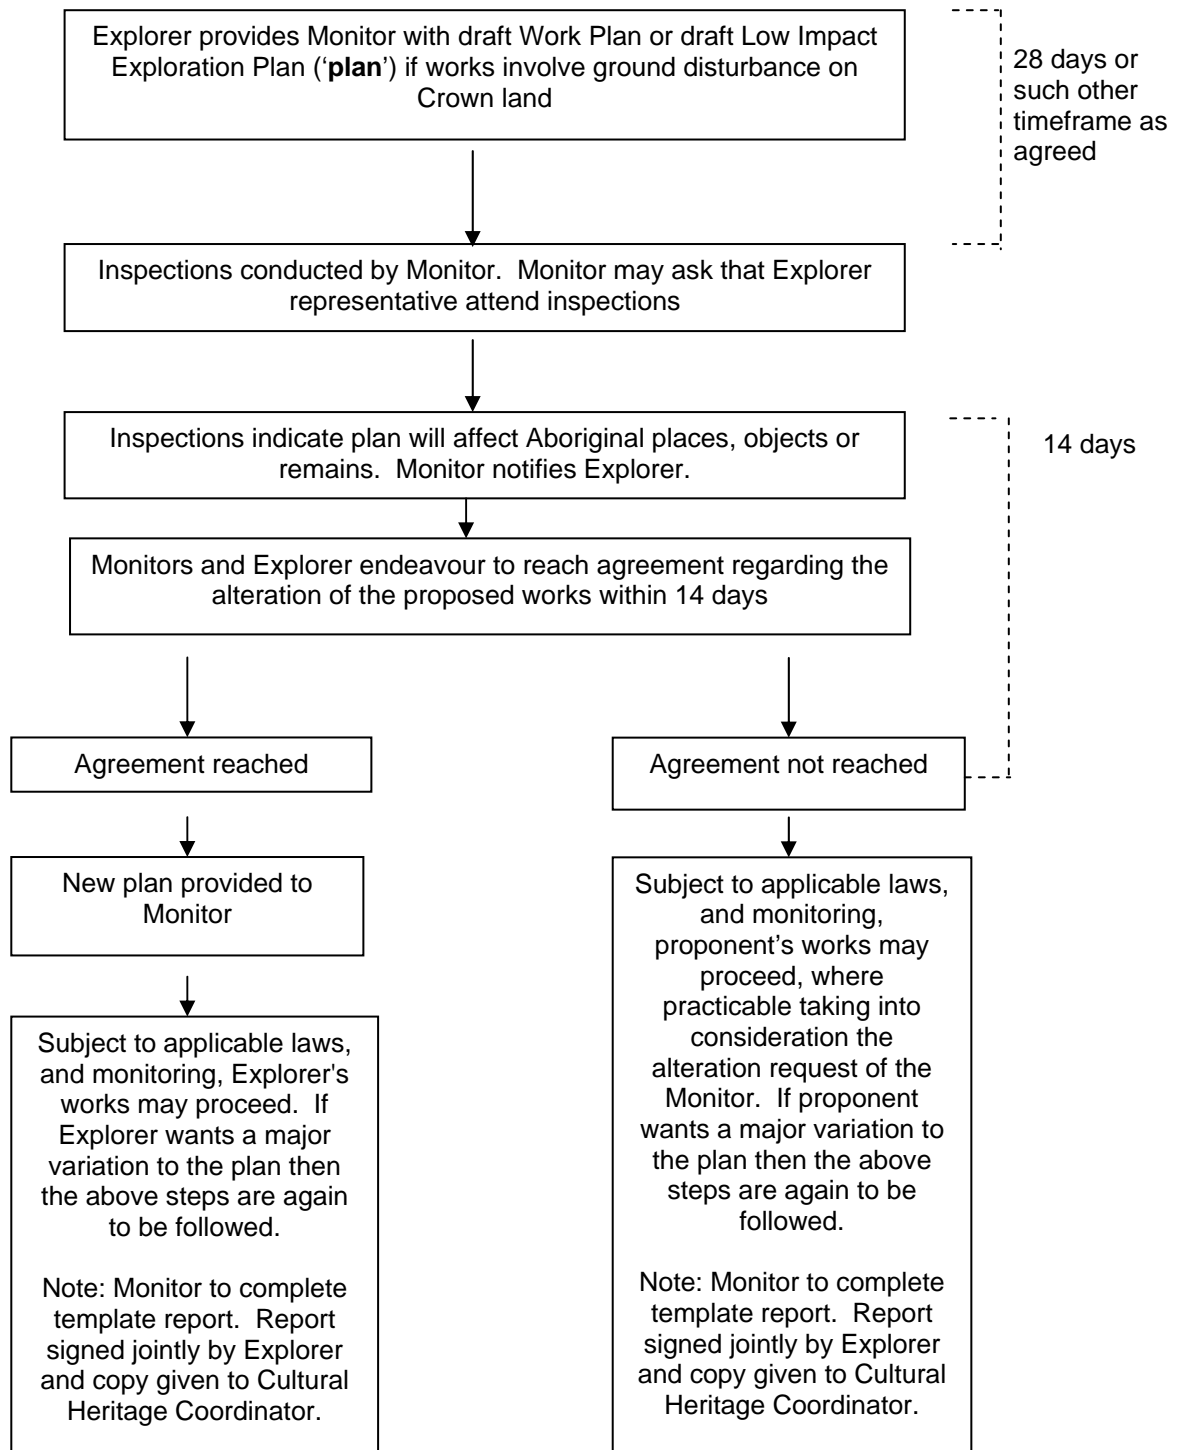 Explorer provides Monitor with draft Work Plan or draft Low Impact
Exploration Plan (‘plan’) if works involve ground disturbance on
Crown land
28 days or
such other
timeframe as
agreed
Inspections conducted by Monitor.  Monitor may ask that Explorer
representative attend inspections
Inspections indicate plan will affect Aboriginal places, objects or
remains.  Monitor notifies Explorer.
14 days
Monitors and Explorer endeavour to reach agreement regarding the
alteration of the proposed works within 14 days
Agreement reached
Agreement not reached
New plan provided to
Monitor
Subject to applicable laws,
and monitoring, Explorer's
works may proceed.  If
Explorer wants a major
variation to the plan then
the above steps are again
to be followed.
Note: Monitor to complete
template report.  Report
signed jointly by Explorer
and copy given to Cultural
Heritage Coordinator.
Subject to applicable laws,
and monitoring,
proponent’s works may
proceed, where
practicable taking into
consideration the
alteration request of the
Monitor.  If proponent
wants a major variation to
the plan then the above
steps are again to be
followed.
Note: Monitor to complete
template report.  Report
signed jointly by Explorer
and copy given to Cultural
Heritage Coordinator.